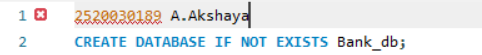 1 2520030189 A.Akshaya
2 CREATE DATABASE IF NOT EXISTS Bank_db;